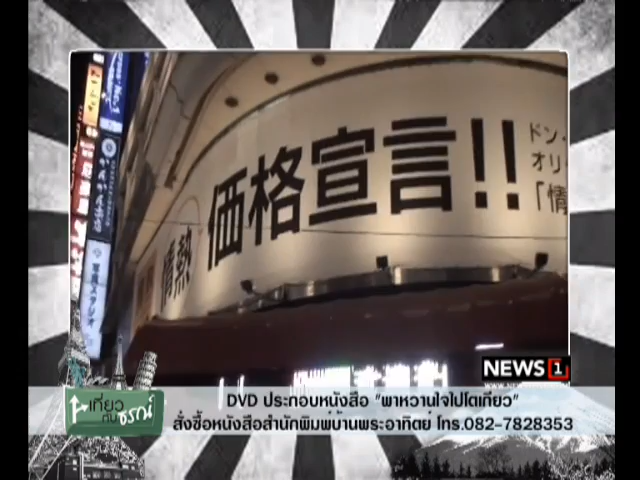 価格宣言!!
情熱
ドン・
オリ
「情
NEWS 1
เที่ยว
กับธรณ์
DVD ประกอบหนังสือ "พาหวานใจไปโตเกียว"
สั่งซื้อหนังสือสำนักพิมพ์บ้านพระอาทิตย์ โทร.082-7828353